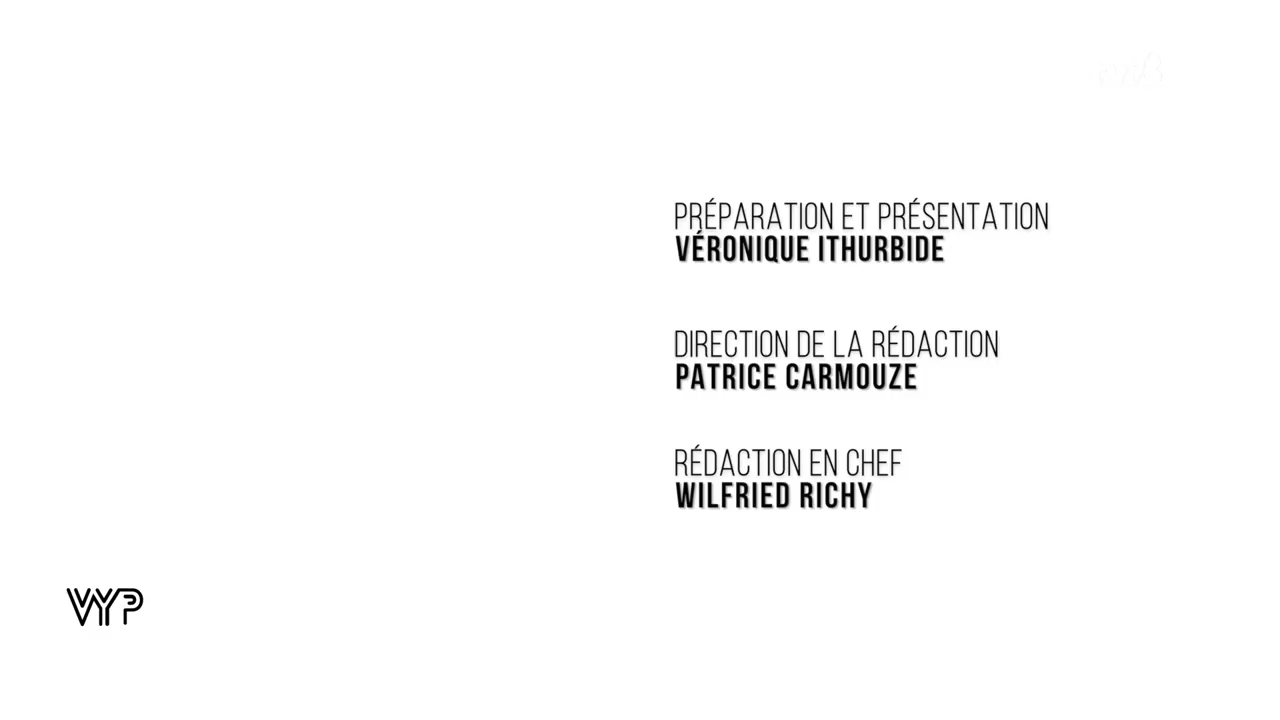 PRÉPARATION ET PRÉSENTATION
VÉRONIQUE ITHURBIDE
DIRECTION DE LA RÉDACTION
PATRICE CARMOUZE
RÉDACTION EN CHEF
WILFRIED RICHY
VYP